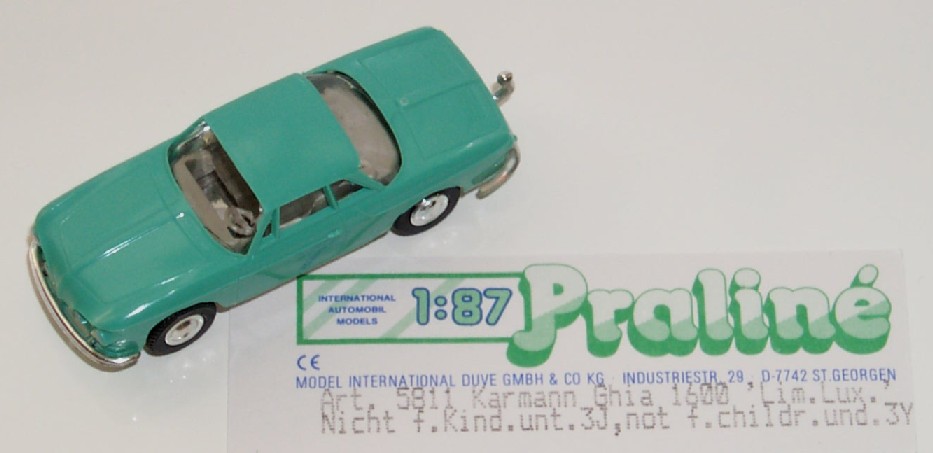 INTERNATIONAL
AUTOMOBIL
MODELS
1:87
Praliné
CE
MODEL INTERNATIONAL DUVE GMBH & CO KG INDUSTRIESTR. 29 D-7742 ST.GEORGEN
Art. 5811 Karmann Ghia 1600 'Lim.Lux.'
Nicht f.Kind.unt.3J,not f.childr.und.3Y